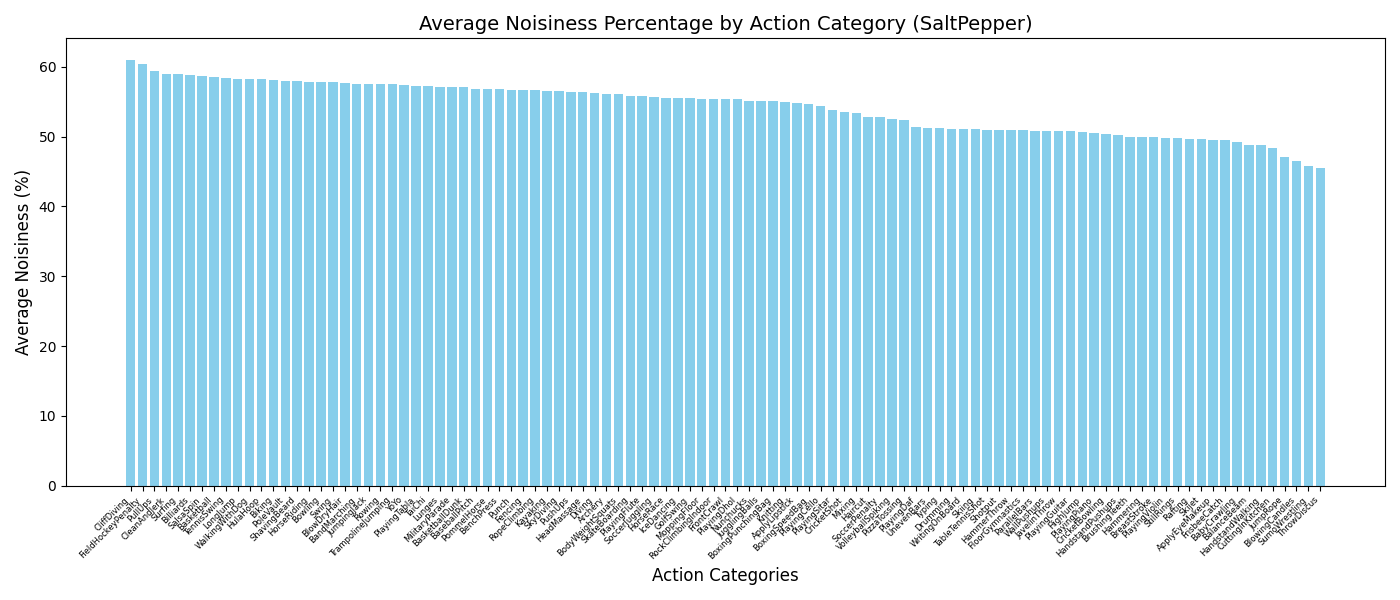 Average Noisiness Percentage by Action Category (SaltPepper)
Average Noisiness (%)
60
50
40
30
20
10
0
CliffDiving
FieldHockeyPenalty
PullUps
CleanAndJerk
Surfing
Billiards
SalsaSpin
Basketball
TennisSwing
LongJump
WalkingWithDog
HulaHoop
Biking
PoleVault
ShavingBeard
HorseRiding
Bowling
Swing
BlowDryHair
BandMarching
JumpingJack
Rowing
TrampolineJumping
YoYo
PlayingTabla
TaiChi
Lunges
MilitaryParade
BasketballDunk
BaseballPitch
PommelHorse
BenchPress
Punch
Fencing
RopeClimbing
Kayaking
SkyDiving
PushUps
HeadMassage
Diving
Archery
BodyWeightSquats
SkateBoarding
PlayingFlute
SoccerJuggling
HorseRace
IceDancing
GolfSwing
MoppingFloor
RockClimbingIndoor
FrontCrawl
PlayingDhol
Nunchucks
JugglingBalls
BoxingPunchingBag
Knitting
ApplyLipstick
BoxingSpeedBag
PlayingCello
PlayingSitar
CricketShot
Mixing
Haircut
SoccerPenalty
VolleyballSpiking
PizzaTossing
PlayingDaf
UnevenBars
Typing
Drumming
WritingOnBoard
Skiing
TableTennisShot
Shotput
HammerThrow
FloorGymnastics
ParallelBars
WallPushups
JavelinThrow
PlayingGuitar
HighJump
PlayingPiano
CricketBowling
HandstandPushups
BrushingTeeth
Hammering
BreastStroke
PlayingViolin
StillRings
Rafting
Skijet
ApplyEyeMakeup
FrisbeeCatch
BabyCrawling
BalanceBeam
HandstandWalking
CuttingInKitchen
JumpRope
BlowingCandles
SumoWrestling
ThrowDiscus
Action Categories